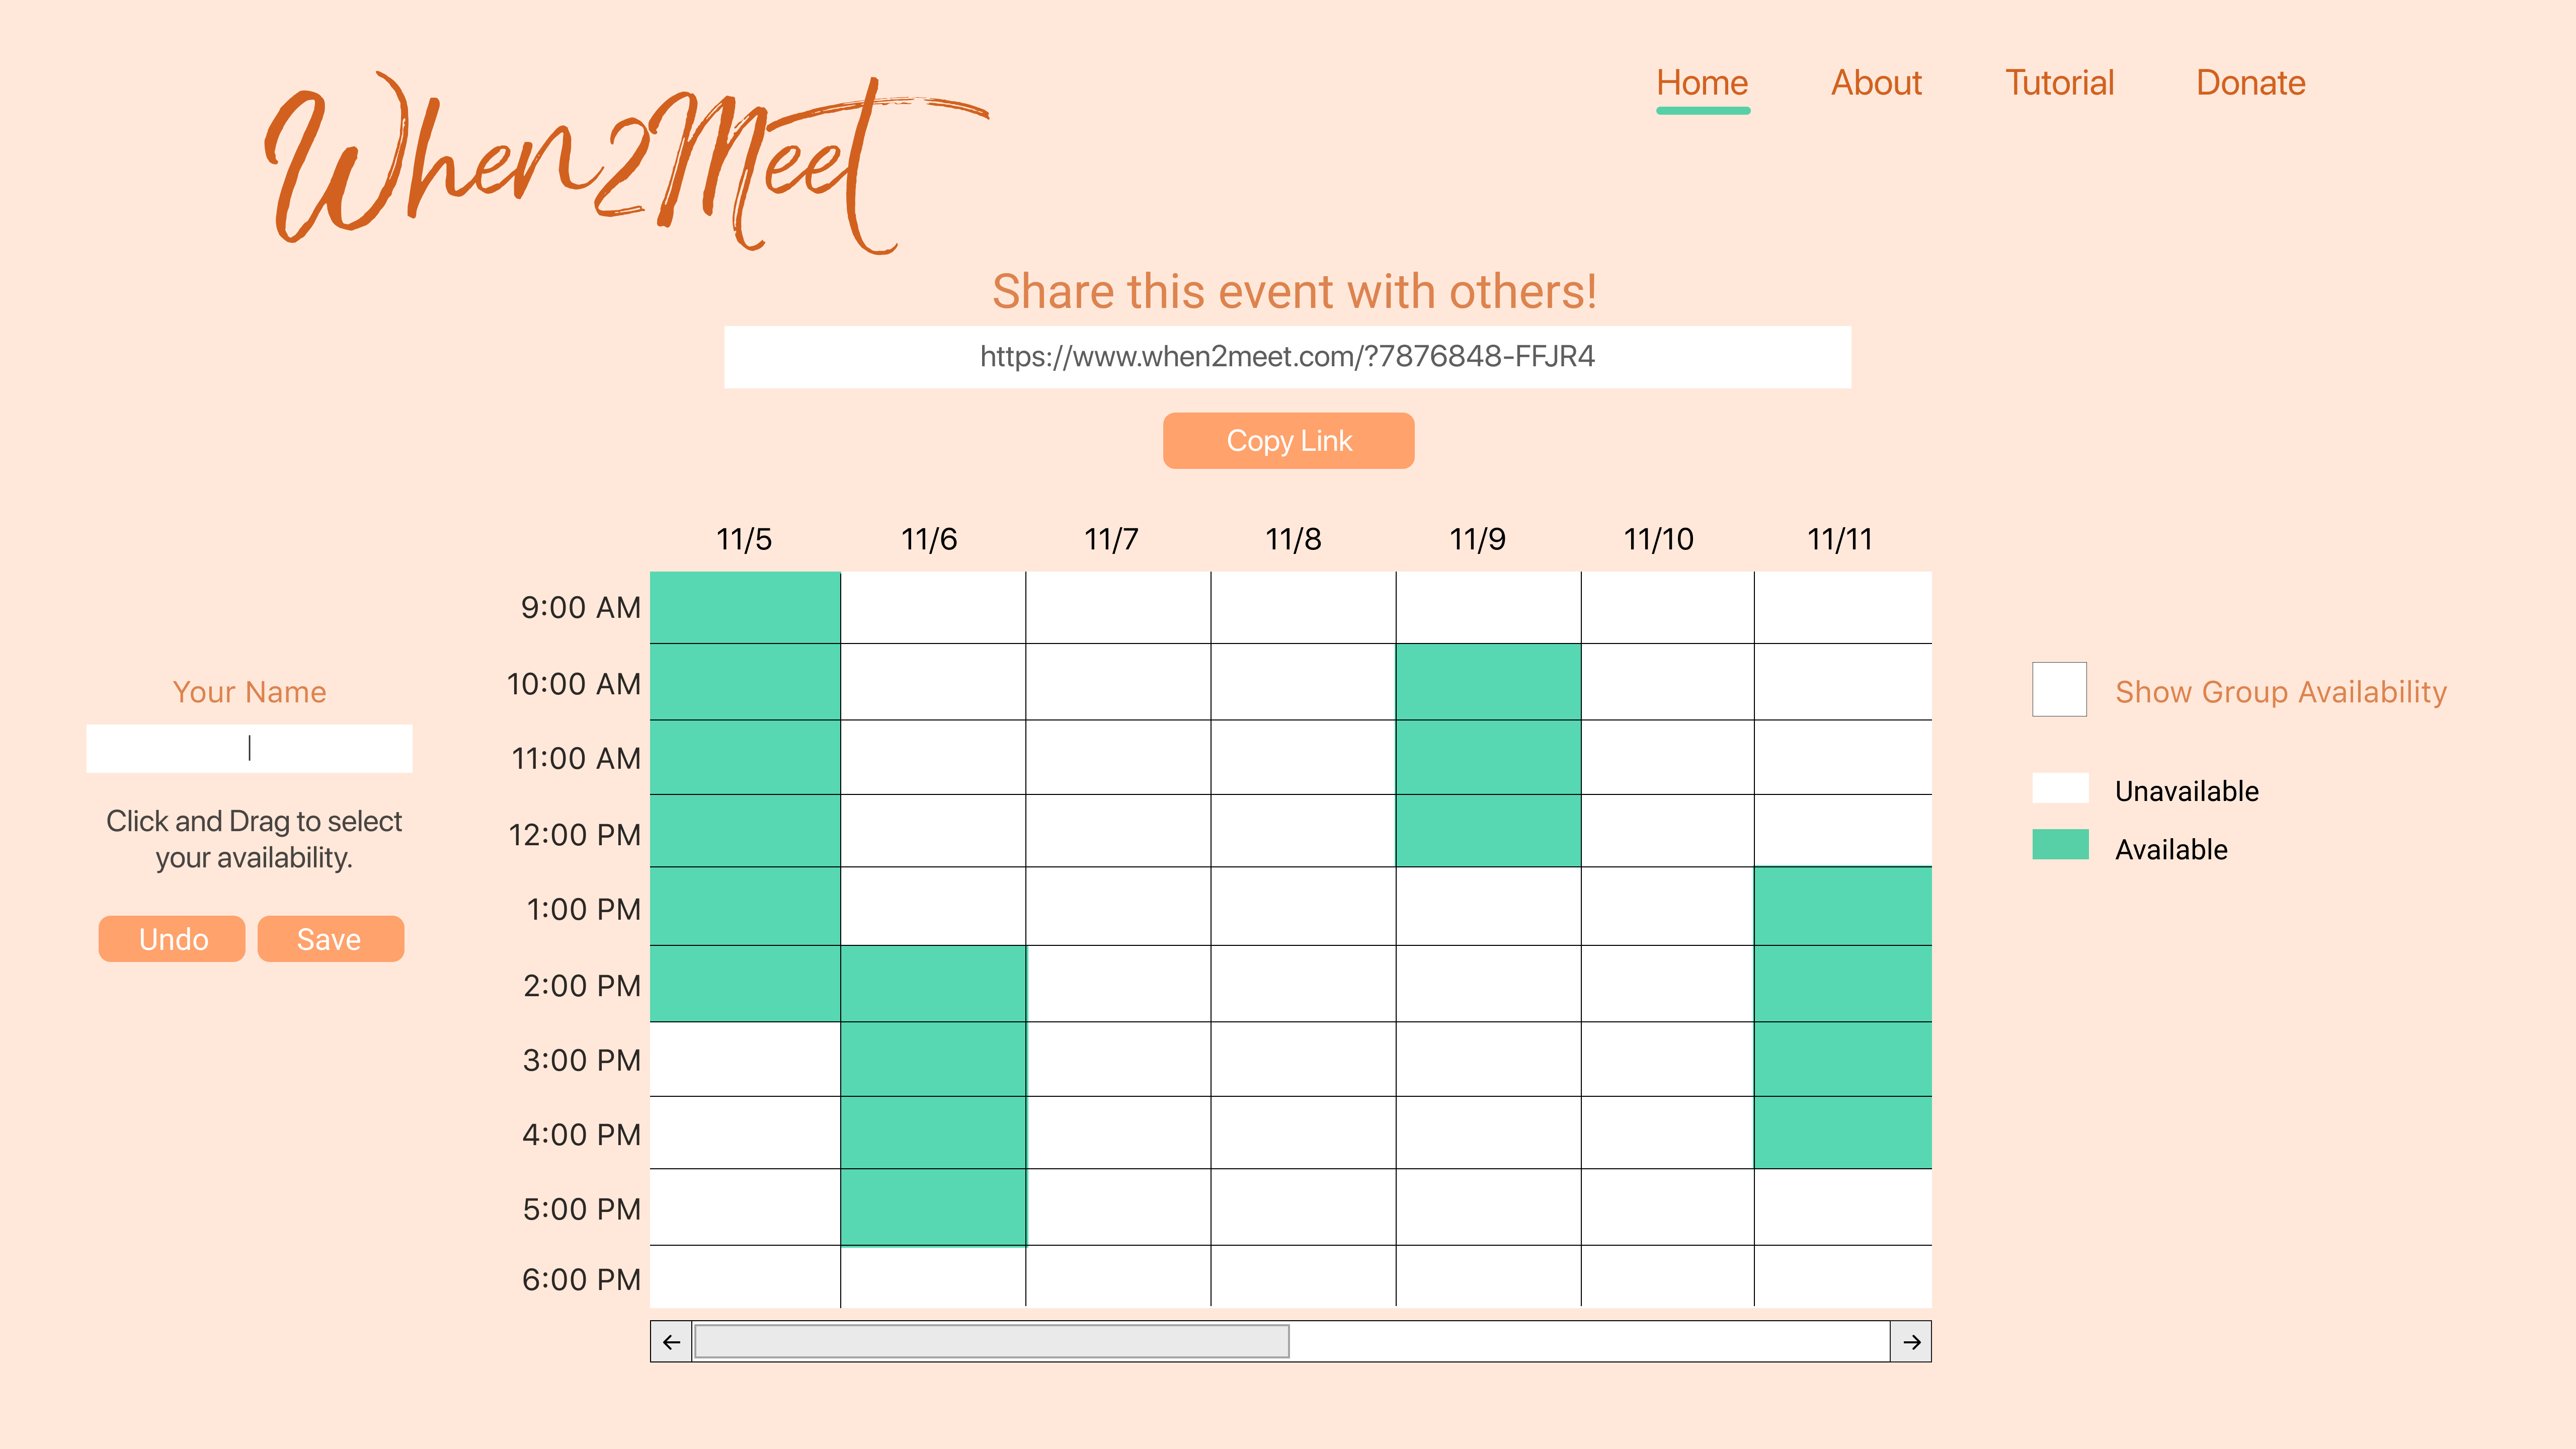 When2Meet
Home About Tutorial Donate
Share this event with others!
https://www.when2meet.com/?7876848-FFJR4
Copy Link
11/5 11/6 11/7 11/8 11/9 11/10 11/11
9:00 AM
10:00 AM
11:00 AM
12:00 PM
1:00 PM
2:00 PM
3:00 PM
4:00 PM
5:00 PM
6:00 PM
Your Name
Click and Drag to select
your availability.
Undo Save
Show Group Availability
Unavailable
Available